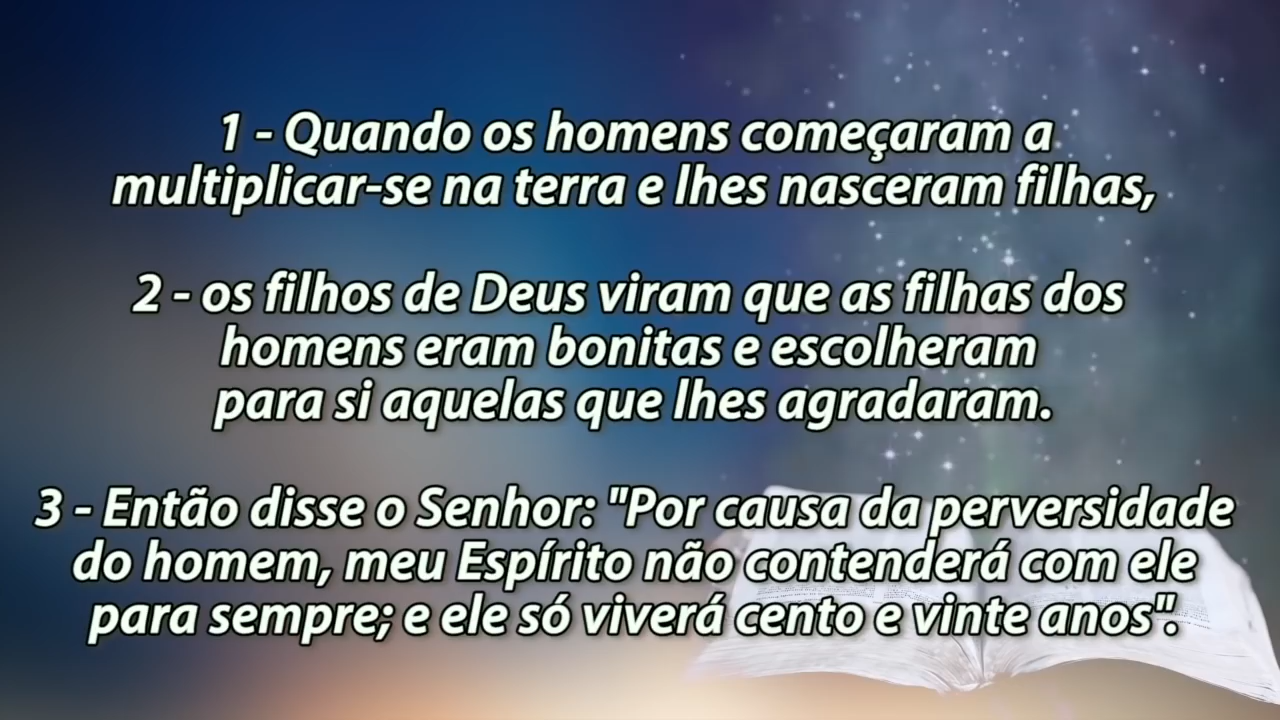 1 - Quando os homens começaram a
multiplicar-se na terra e lhes nasceram filhas,
2 - os filhos de Deus viram que as filhas dos
homens eram bonitas e escolheram
para si aquelas que lhes agradaram.
3 - Então disse o Senhor: "Por causa da perversidade
do homem, meu Espírito não contenderá com ele
para sempre; e ele só viverá cento e vinte anos".